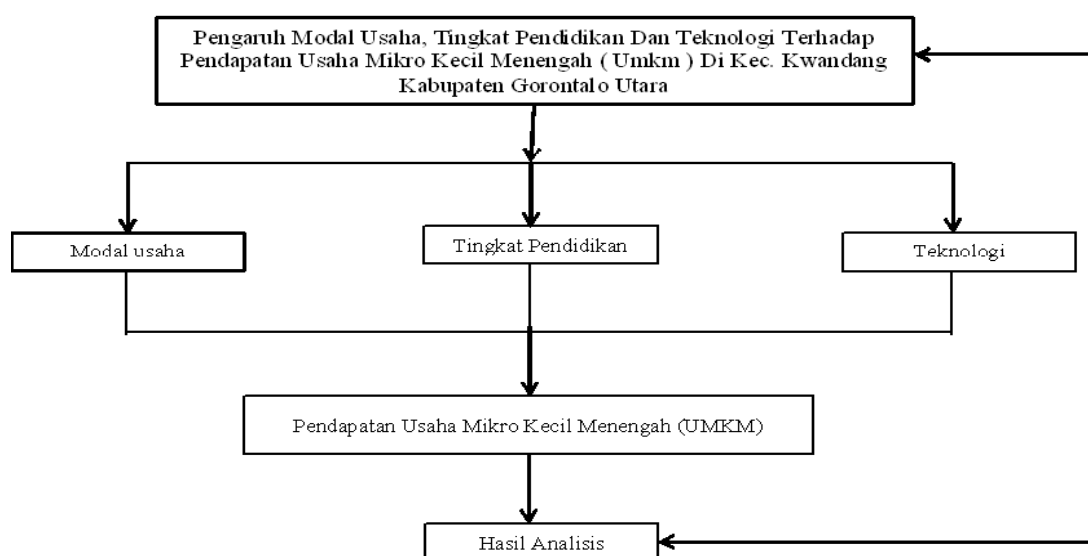 Pengaruh Modal Usaha, Tingkat Pendidikan Dan Teknologi Terhadap
Pendapatan Usaha Mikro Kecil Menengah ( Umkm ) Di Kec. Kwandang
Kabupaten Gorontalo Utara
Modal usaha
Tingkat Pendidikan
Teknologi
Pendapatan Usaha Mikro Kecil Menengah (UMKM)
Hasil Analisis